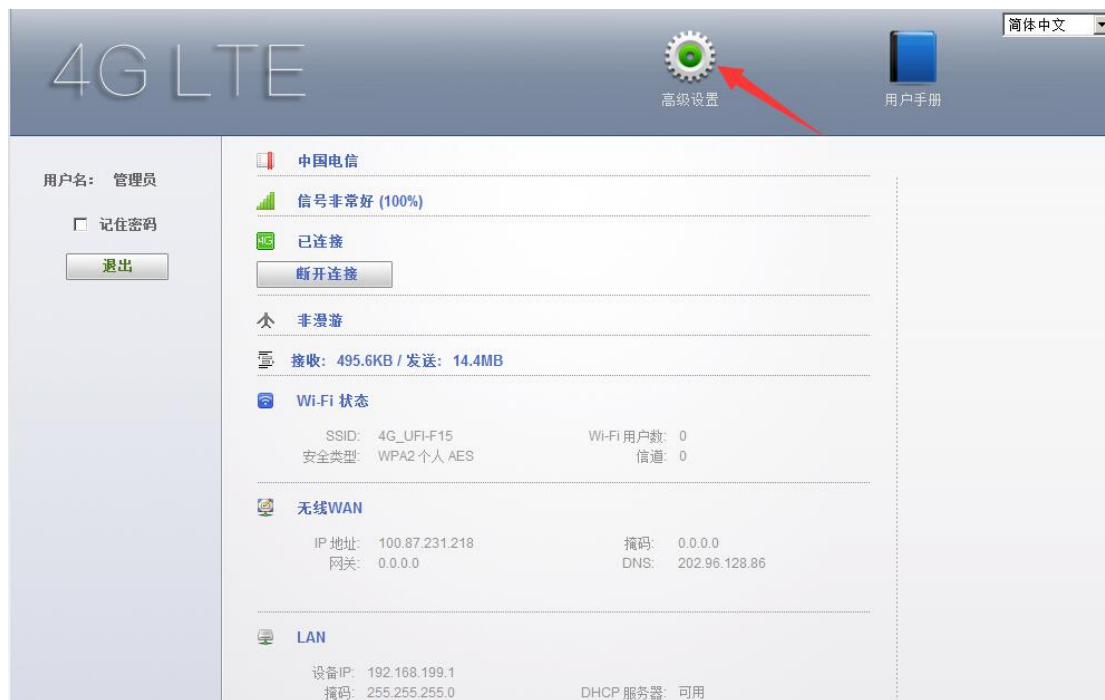 简体中文
4G LTE
高级设置
用户手册
用户名： 管理员
记住密码
退出
中国电信
信号非常好 (100%)
4G
已连接
断开连接
非漫游
接收： 495.6KB / 发送： 14.4MB
Wi-Fi 状态
SSID: 4G_UFI-F15 Wi-Fi 用户数: 0
安全类型: WPA2 个人 AES 信道: 0
无线WAN
IP 地址: 100.87.231.218 掩码: 0.0.0.0
网关: 0.0.0.0 DNS: 202.96.128.86
LAN
设备IP: 192.168.199.1
掩码: 255.255.255.0 DHCP 服务器: 可用